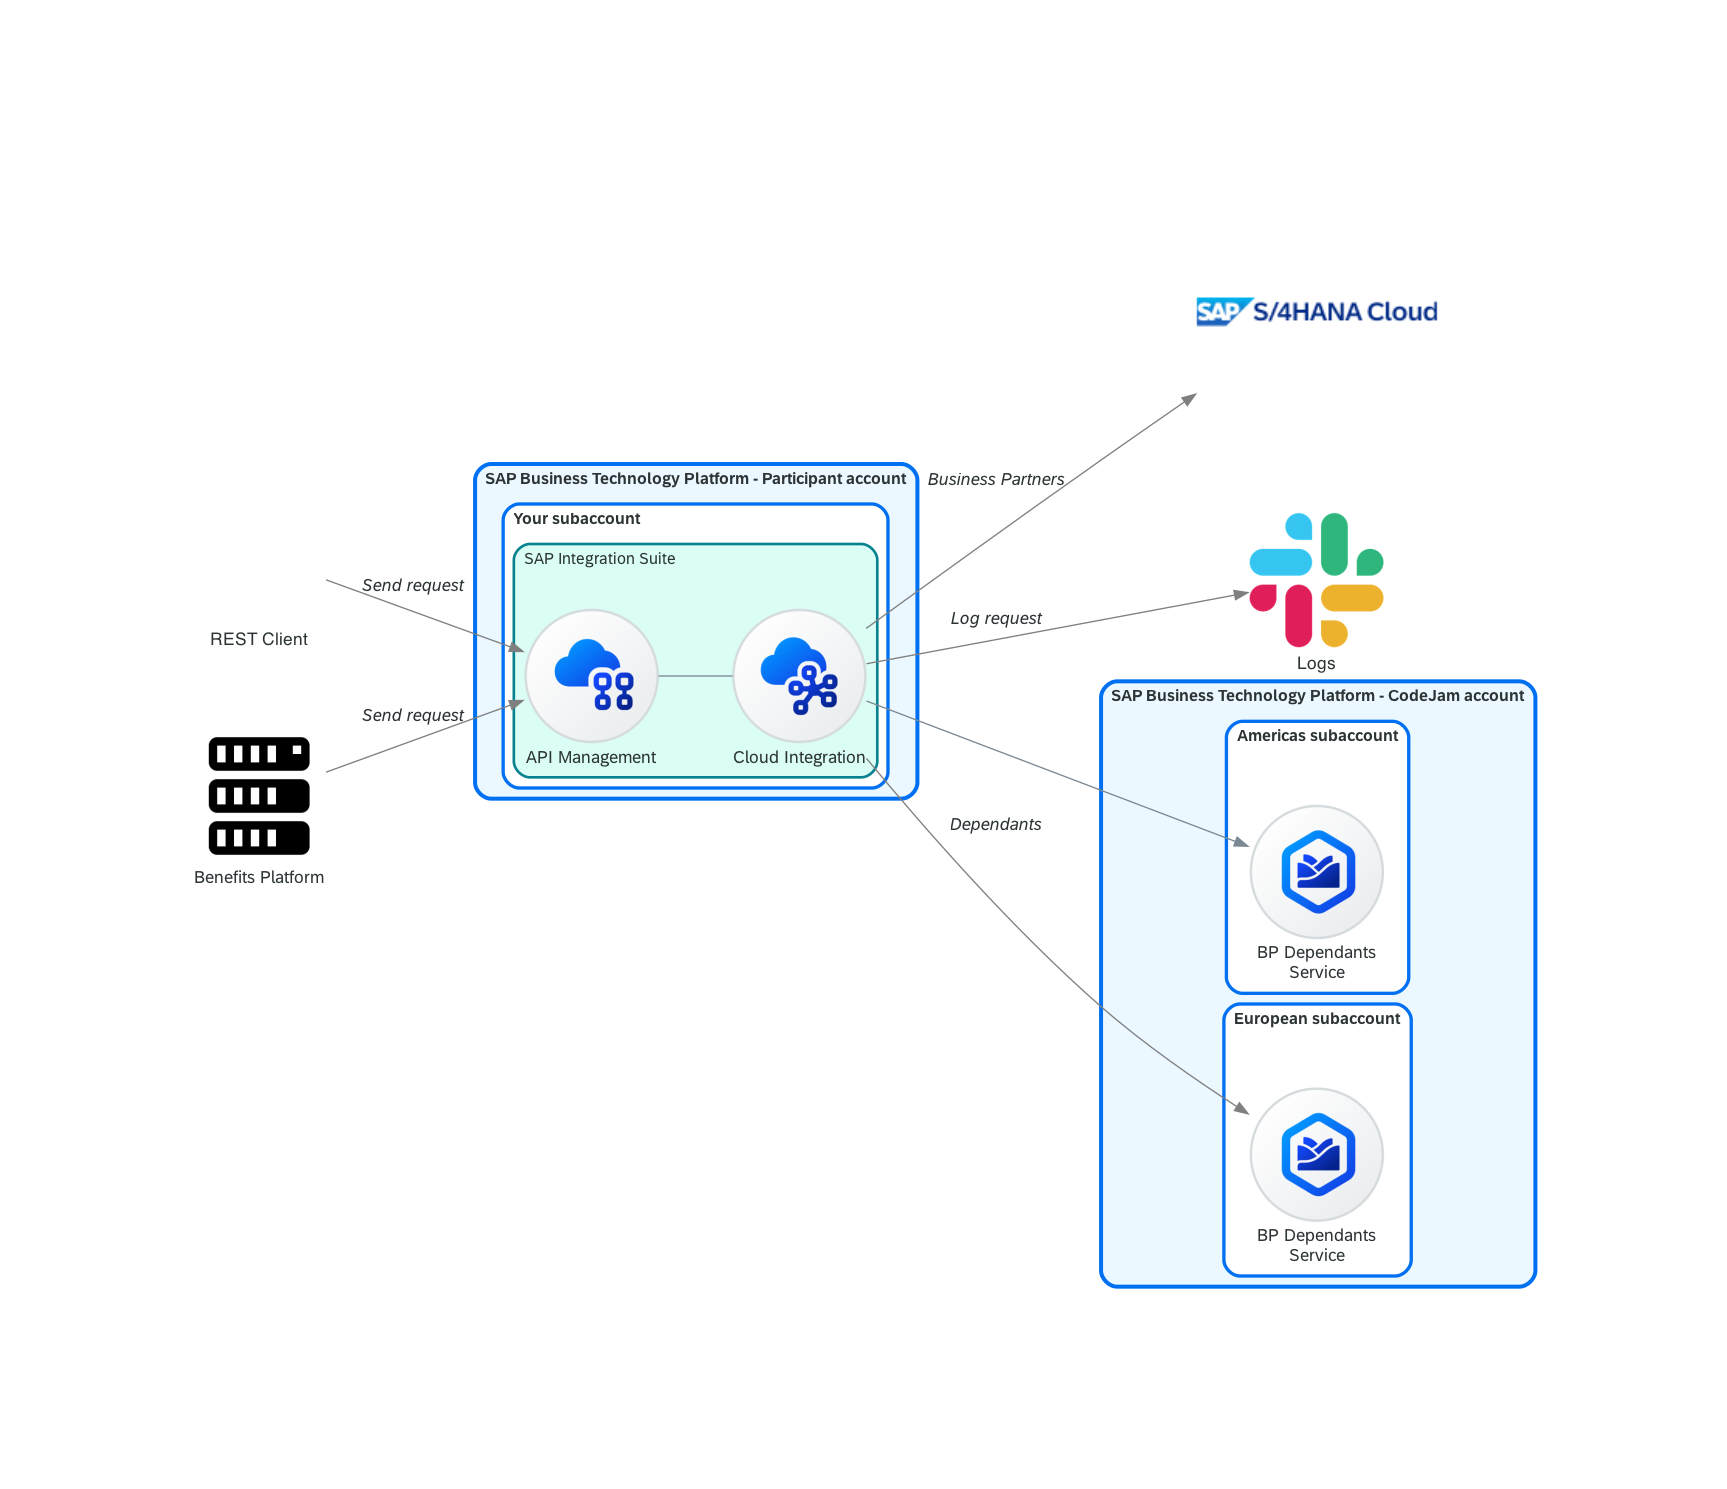 SAP S/4HANA Cloud
SAP Business Technology Platform - Participant account
Business Partners
Your subaccount
SAP Integration Suite
Send request
Log request
REST Client
Logs
SAP Business Technology Platform - CodeJam account
Send request
Americas subaccount
API Management
Cloud Integration
Dependants
Benefits Platform
BP Dependants
Service
European subaccount
BP Dependants
Service